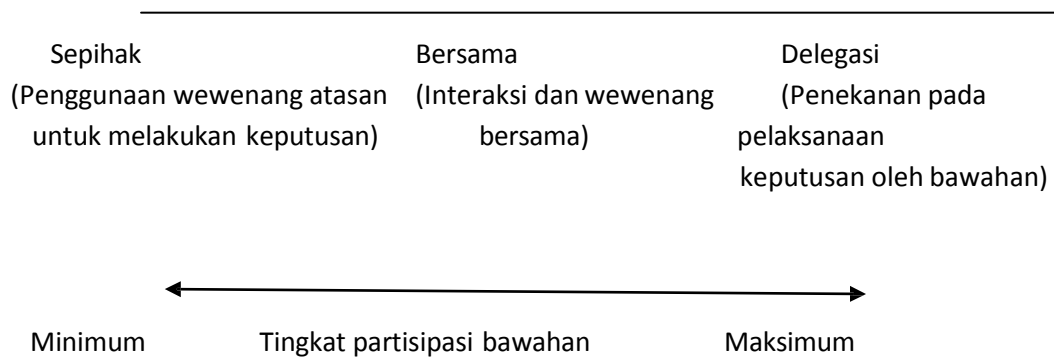 Sepihak Bersama Delegasi
(Penggunaan wewenang atasan (Interaksi dan wewenang (Penekanan pada
untuk melakukan keputusan) bersama) pelaksanaan
keputusan oleh bawahan)
Minimum Tingkat partisipasi bawahan Maksimum